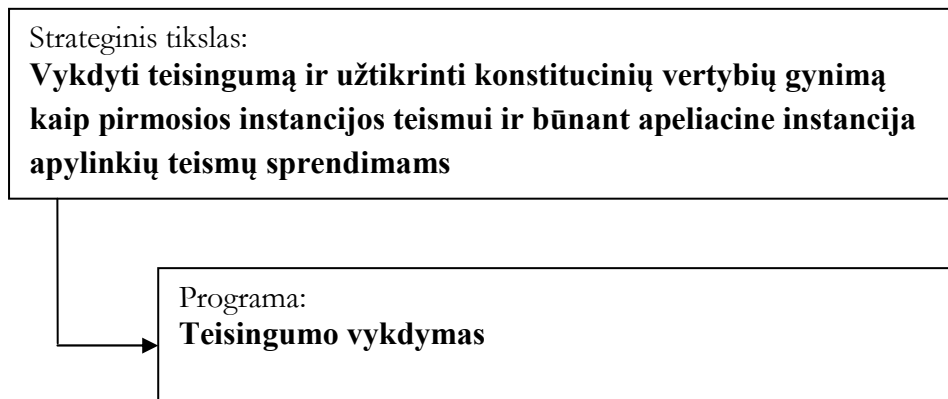 Strateginis tikslas:
Vykdyti teisingumą ir užtikrinti konstitucinių vertybių gynimą
kaip pirmosios instancijos teismui ir būnant apeliacine instancija
apylinkių teismų sprendimams
Programa:
Teisingumo vykdymas